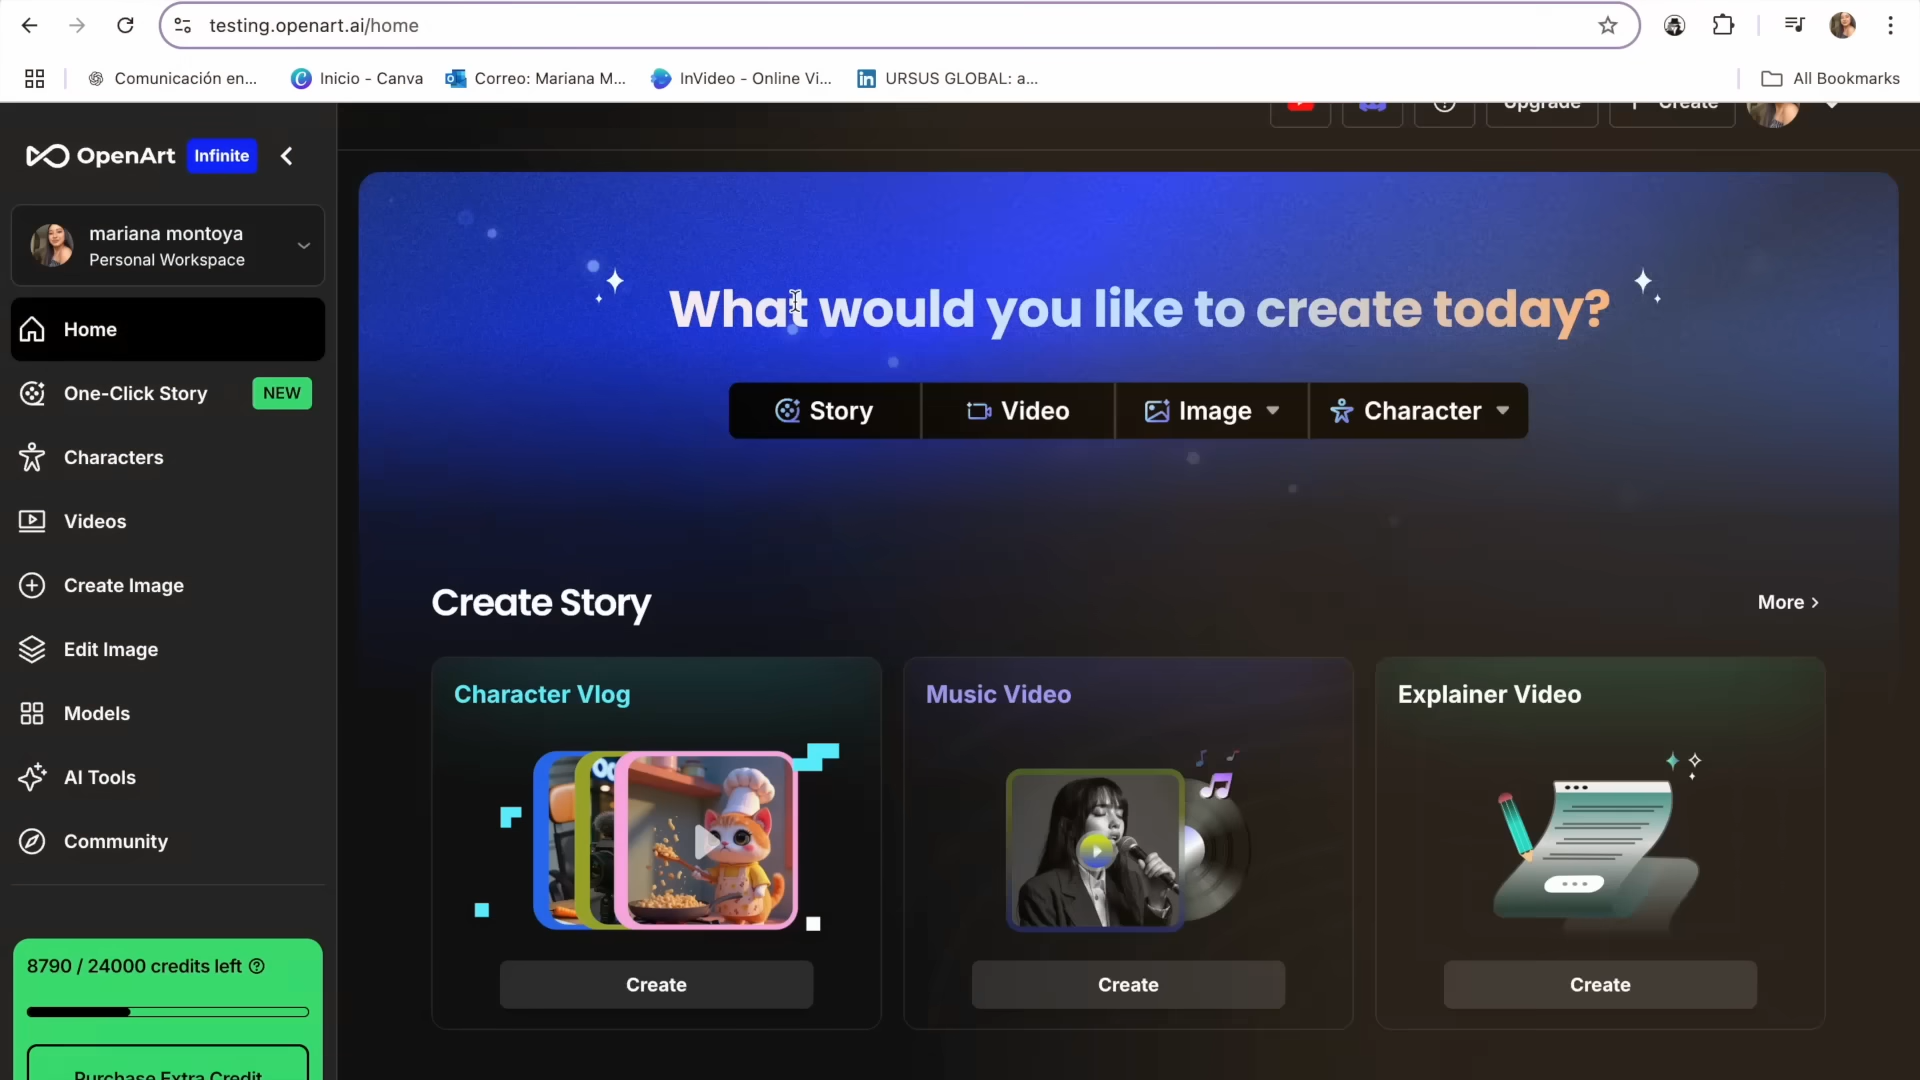 testing.openart.ai/home
Comunicación en...
Inicio - Canva
Correo: Mariana M...
InVideo - Online Vi...
URSUS GLOBAL: a...
All Bookmarks
Upgrade
+ Create
OpenArt
Infinite
mariana montoya
Personal Workspace
Home
One-Click Story
NEW
Characters
Videos
Create Image
Edit Image
Models
AI Tools
Community
8790 / 24000 credits left
Purchase Extra Credit
What would you like to create today?
Story
Video
Image
Character
Create Story
More
Character Vlog
Music Video
Explainer Video
Create
Create
Create